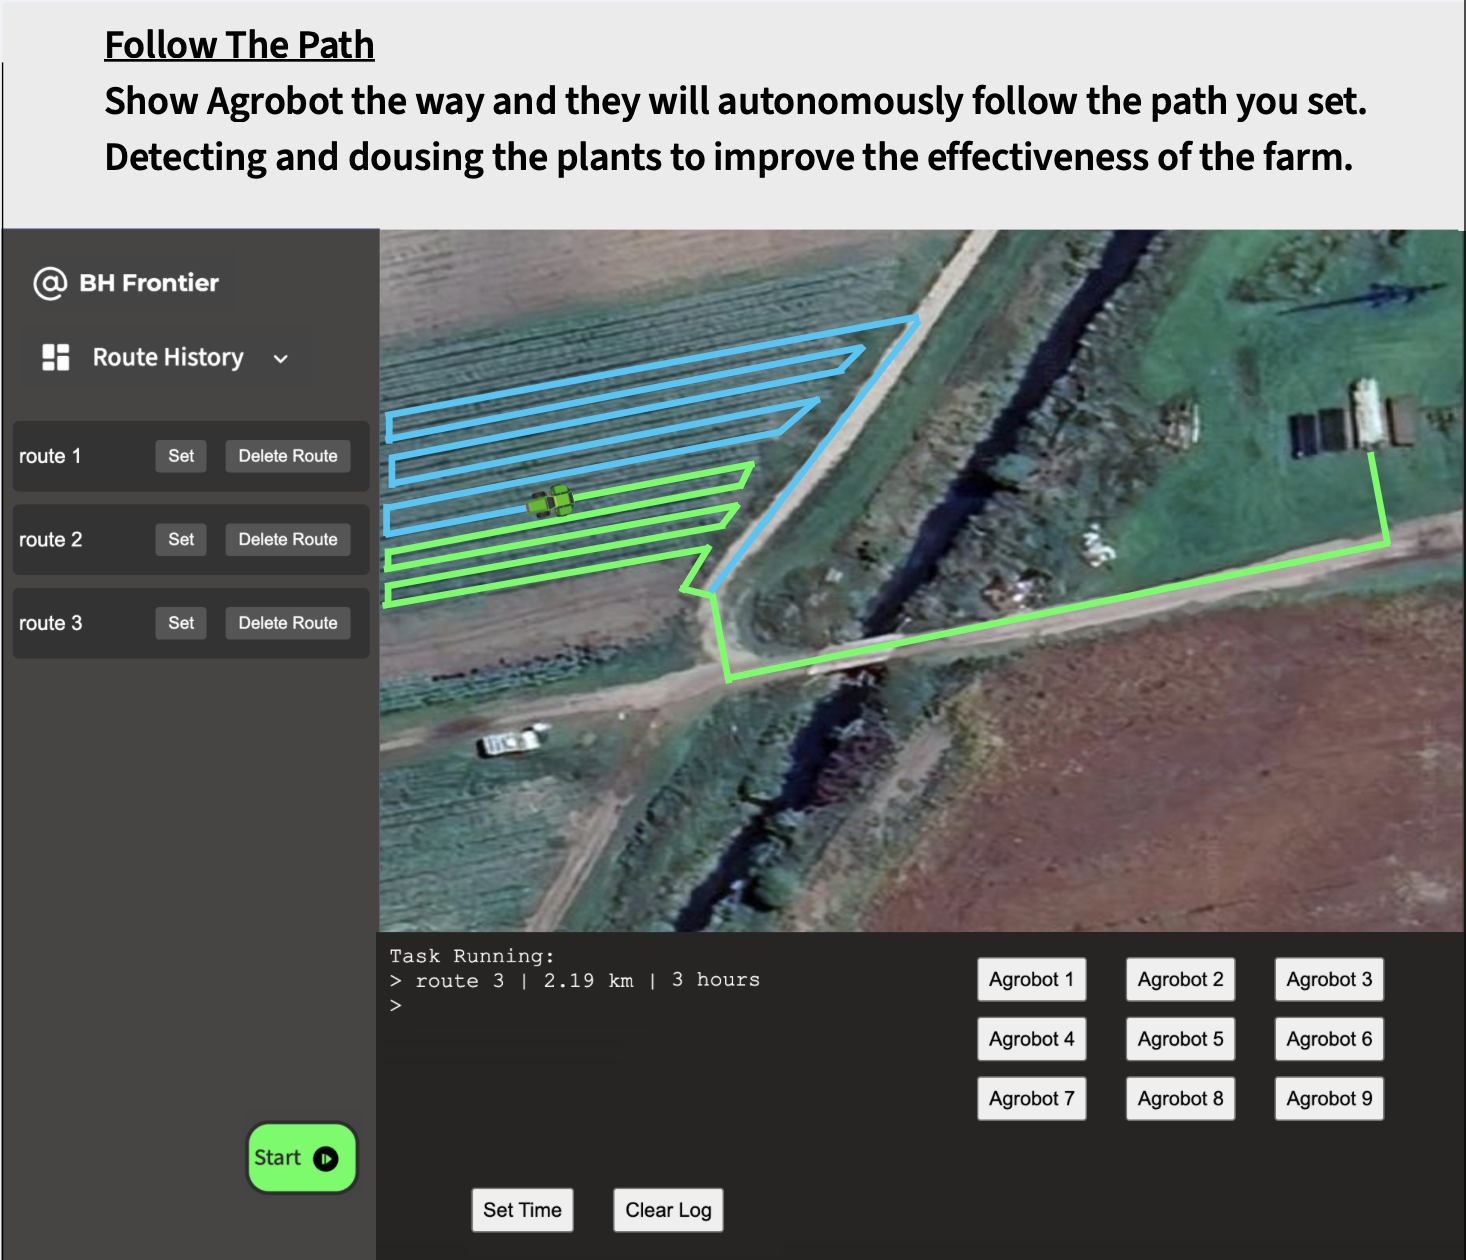 Follow The Path
Show Agrobot the way and they will autonomously follow the path you set.
Detecting and dousing the plants to improve the effectiveness of the farm.
@ BH Frontier
Route History
route 1 Set Delete Route
route 2 Set Delete Route
route 3 Set Delete Route
Start
Task Running:
> route 3 | 2.19 km | 3 hours
>
Agrobot 1 Agrobot 2 Agrobot 3
Agrobot 4 Agrobot 5 Agrobot 6
Agrobot 7 Agrobot 8 Agrobot 9
Set Time Clear Log